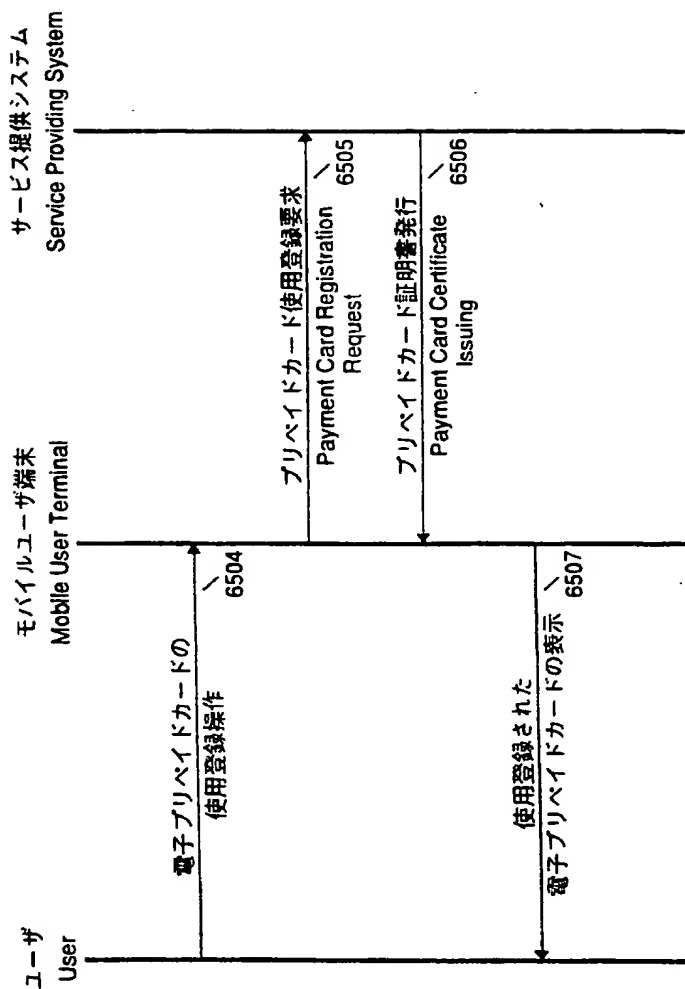 ユーザ
User
モバイルユーザ端末
Mobile User Terminal
サービス提供システム
Service Providing System
電子プリペイドカードの
使用登録操作
6504
プリペイドカード使用登録要求
6505
Payment Card Registration
Request
プリペイドカード証明書発行
6506
Payment Card Certificate
Issuing
使用登録された
6507
電子プリペイドカードの表示